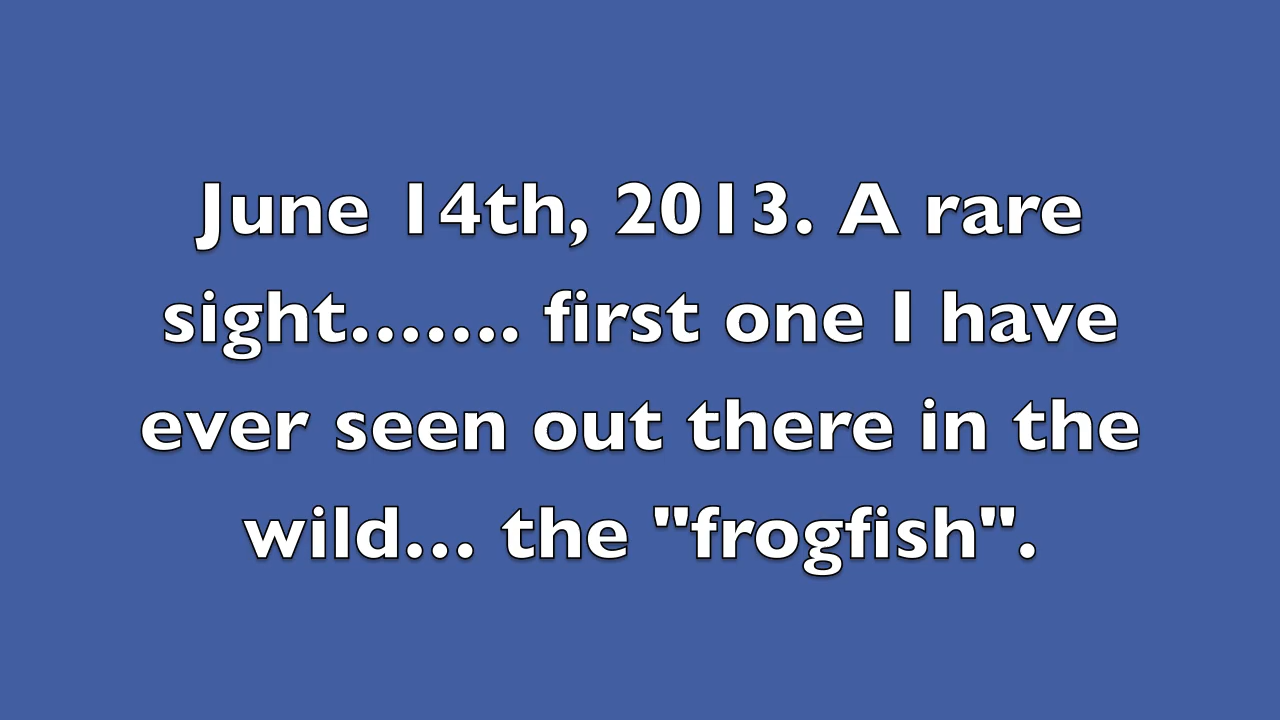 June 14th, 2013. A rare
sight....... first one I have
ever seen out there in the
wild... the "frogfish".